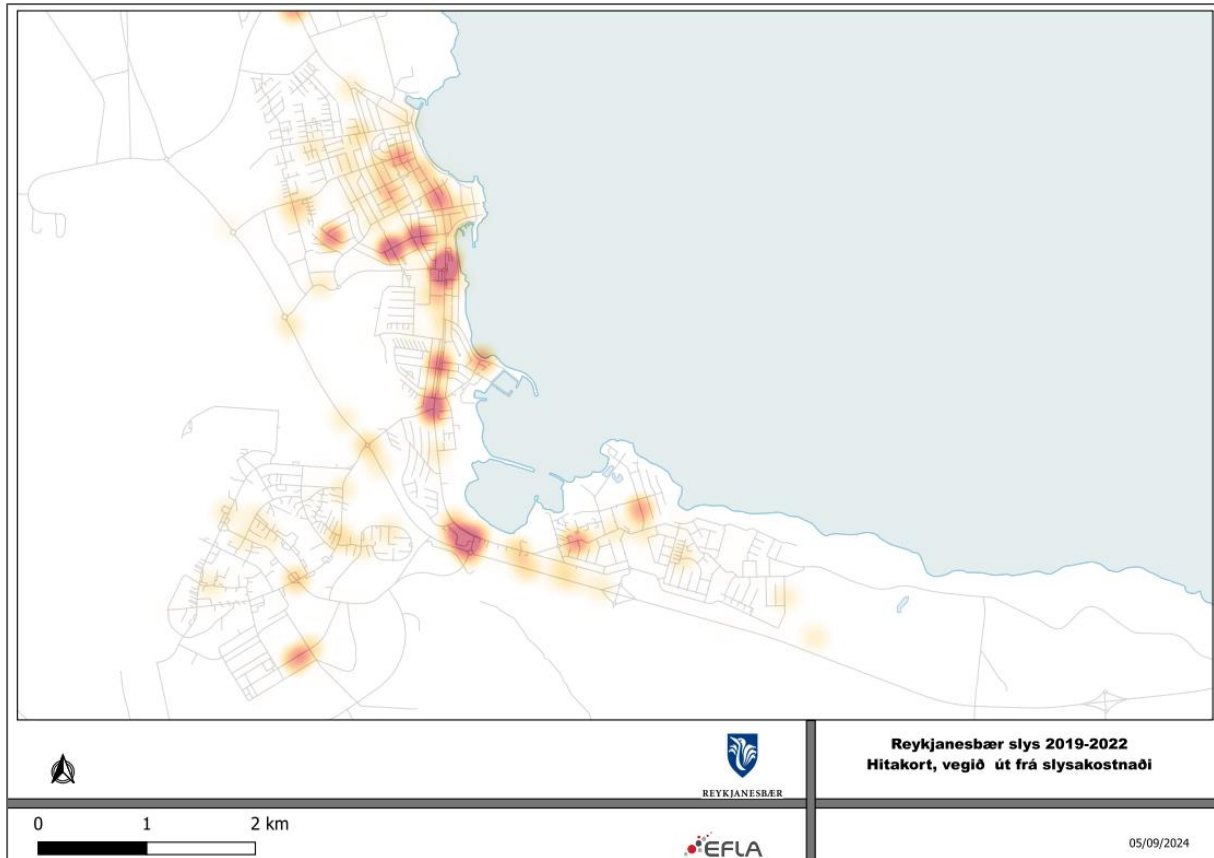 REYKJANESBÆR
Reykjanesbær slys 2019-2022
Hitakort, vegið út frá slysakostnaði
0 1 2 km
EFLA
05/09/2024